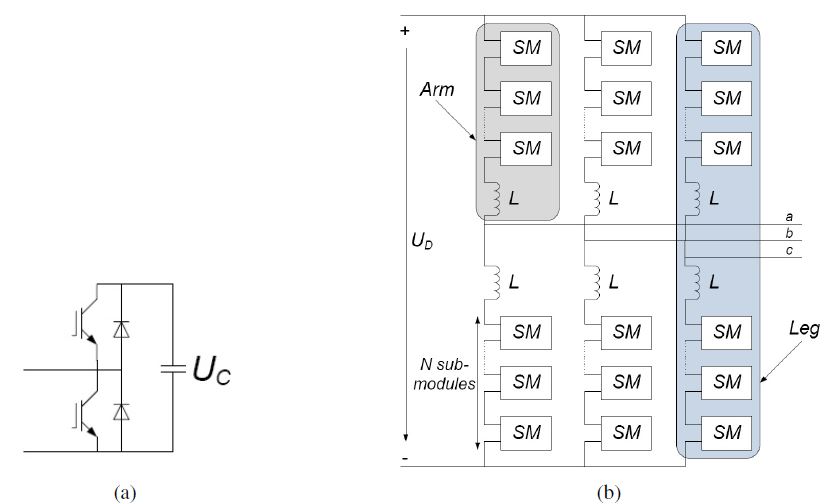 U_C
(a)
+
SM SM SM
Arm
SM SM SM
SM SM SM
L L L
a
U_D
b
c
L L L
SM SM SM
Leg
N sub-
modules
SM SM SM
SM SM SM
-
(b)